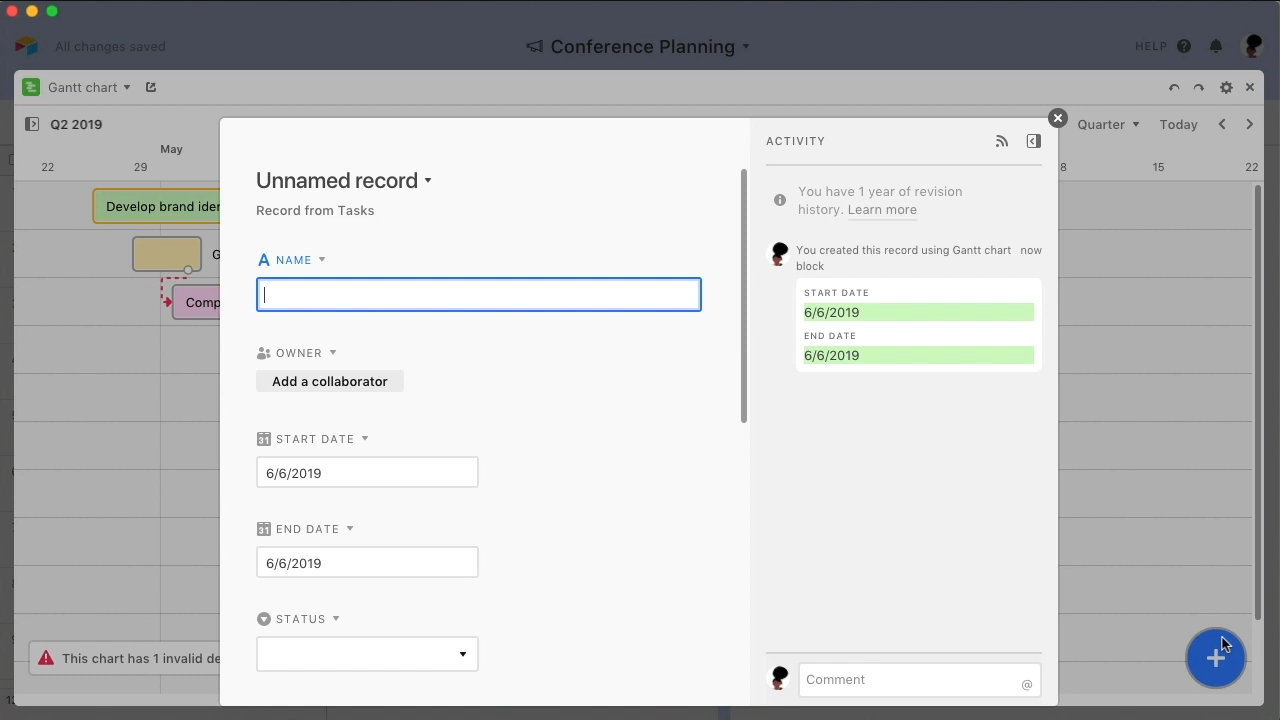 All changes saved
Conference Planning
HELP
Gantt chart
Q2 2019
Quarter
Today
May
22
29
8
15
22
Develop brand iden
G
Comp
This chart has 1 invalid de
Unnamed record
Record from Tasks
NAME
OWNER
Add a collaborator
31 START DATE
6/6/2019
31 END DATE
6/6/2019
STATUS
ACTIVITY
You have 1 year of revision
history. Learn more
You created this record using Gantt chart now
block
START DATE
6/6/2019
END DATE
6/6/2019
Comment
@